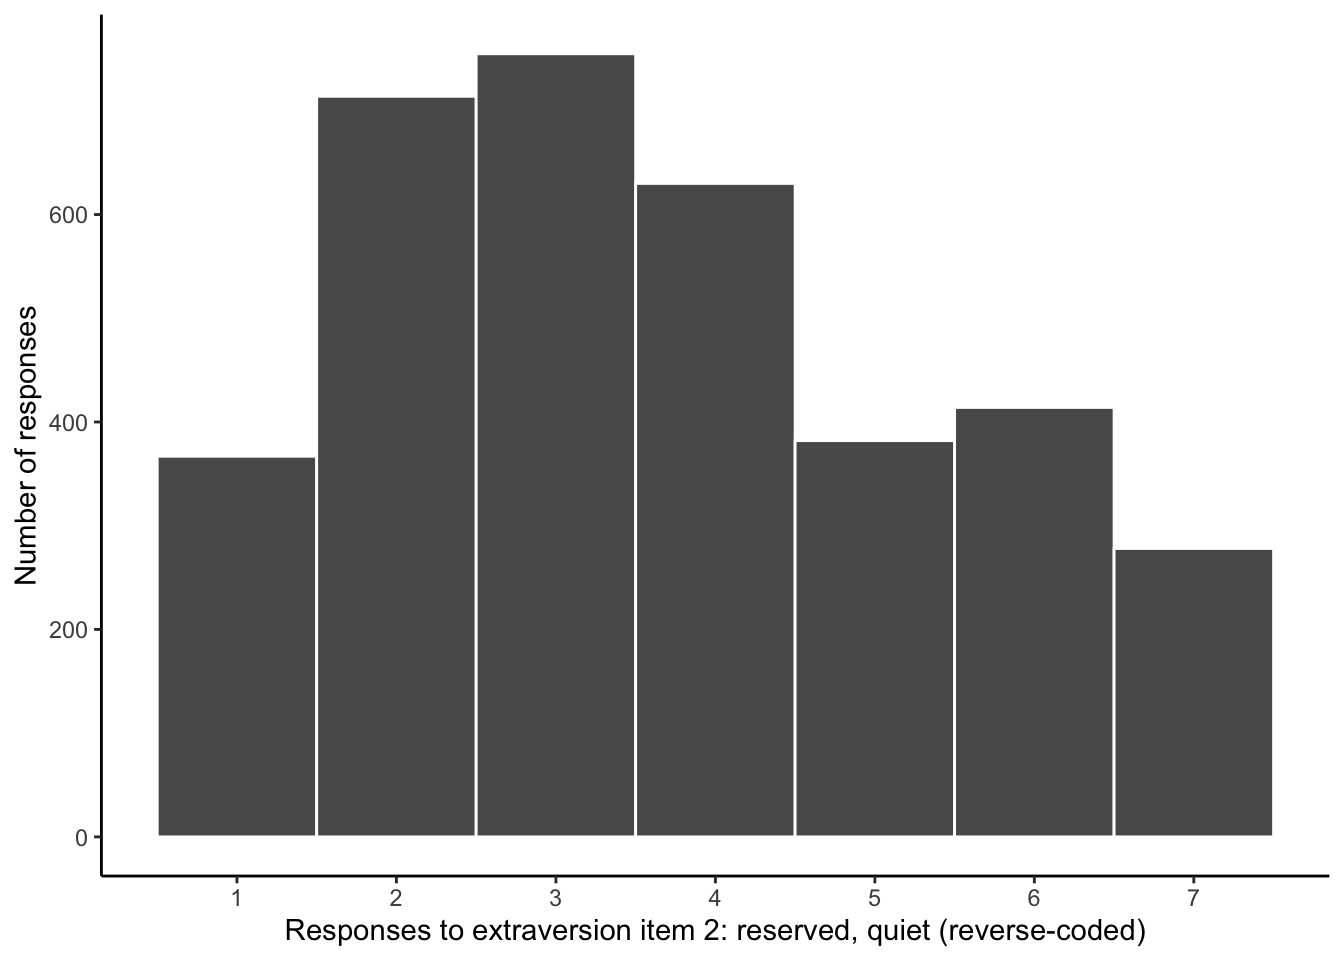 Number of responses
600
400
200
0
1 2 3 4 5 6 7
Responses to extraversion item 2: reserved, quiet (reverse-coded)